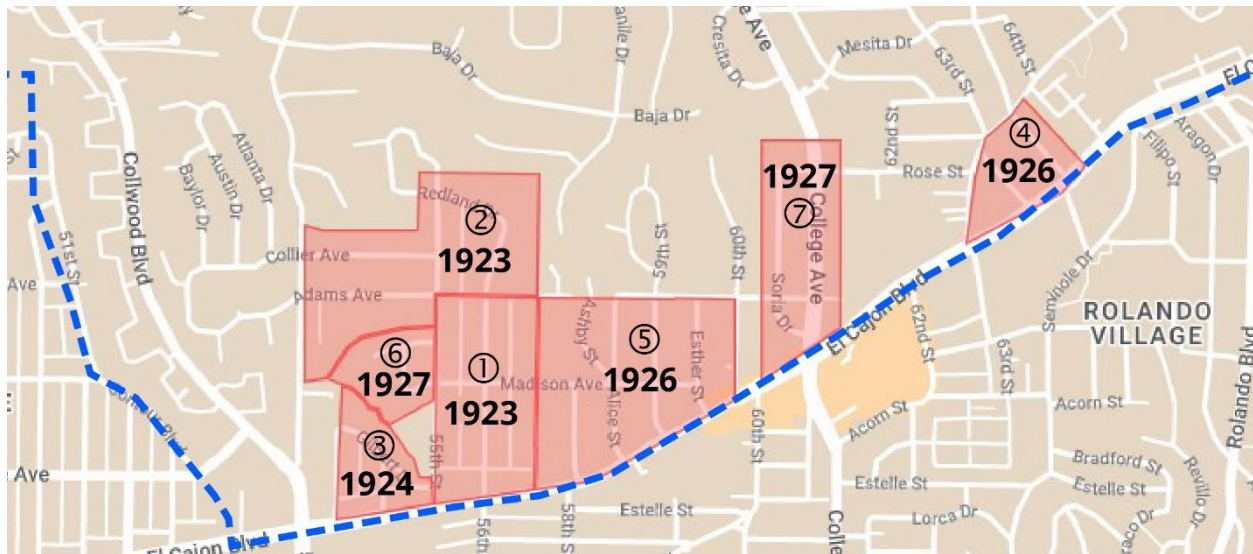 Baja Dr
Cresita Dr
Mesita Dr
63rd St
64th St
El C
Baja Dr
62nd St
④
1926
Filipo St
Aragon Dr
Collwood Blvd
Atlanta Dr
Austin Dr
Baylor Dr
1927
⑦
College Ave
Rose St
51st St
Redland
②
1923
Collier Ave
59th St
60th St
Soria Dr
Adams Ave
El Cajon Blvd
62nd St
Seminole Dr
ROLANDO
VILLAGE
Ashby St
⑤
1926
Esther St
⑥
1927
①
1923
Madison Ave
Alice St
63rd St
Rolando Blvd
60th St
Acorn St
Acorn St
55th St
③
1924
Ave
Bradford St
Estelle St
Estelle St
Revillo Dr
56th
58th S
Estelle St
Lorca Dr
El Cajon Blvd
Colle